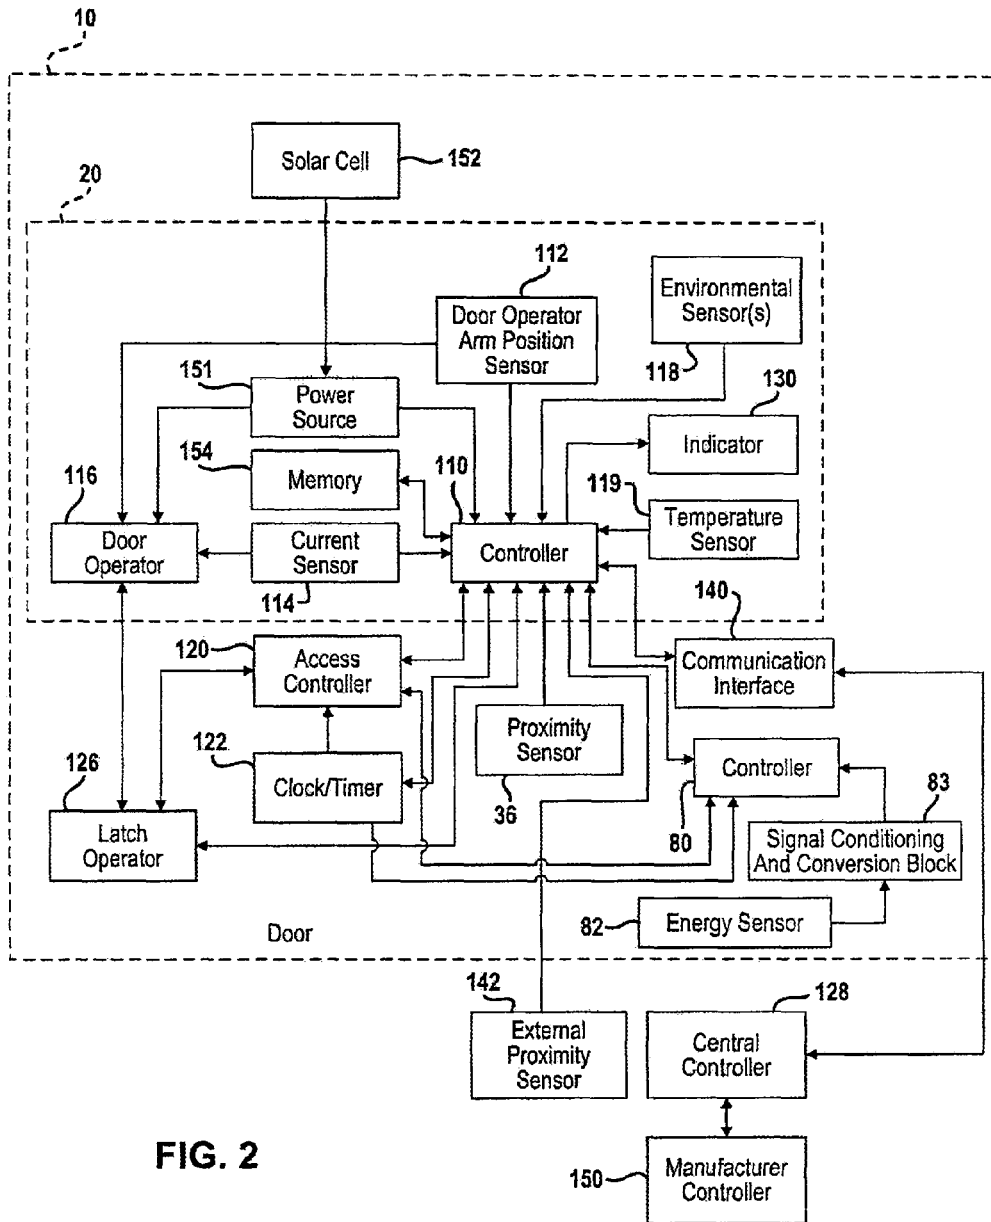 10
Solar Cell
152
20
112
Environmental
Sensor(s)
118
Door Operator
Arm Position
Sensor
151
Power
Source
130
Indicator
154
Memory
110
Controller
116
Door
Operator
Current
Sensor
114
119
Temperature
Sensor
140
Communication
Interface
120
Access
Controller
Proximity
Sensor
36
122
Clock/Timer
Controller
80
83
Signal Conditioning
And Conversion Block
126
Latch
Operator
82
Energy Sensor
Door
142
External
Proximity
Sensor
128
Central
Controller
FIG. 2
150
Manufacturer
Controller